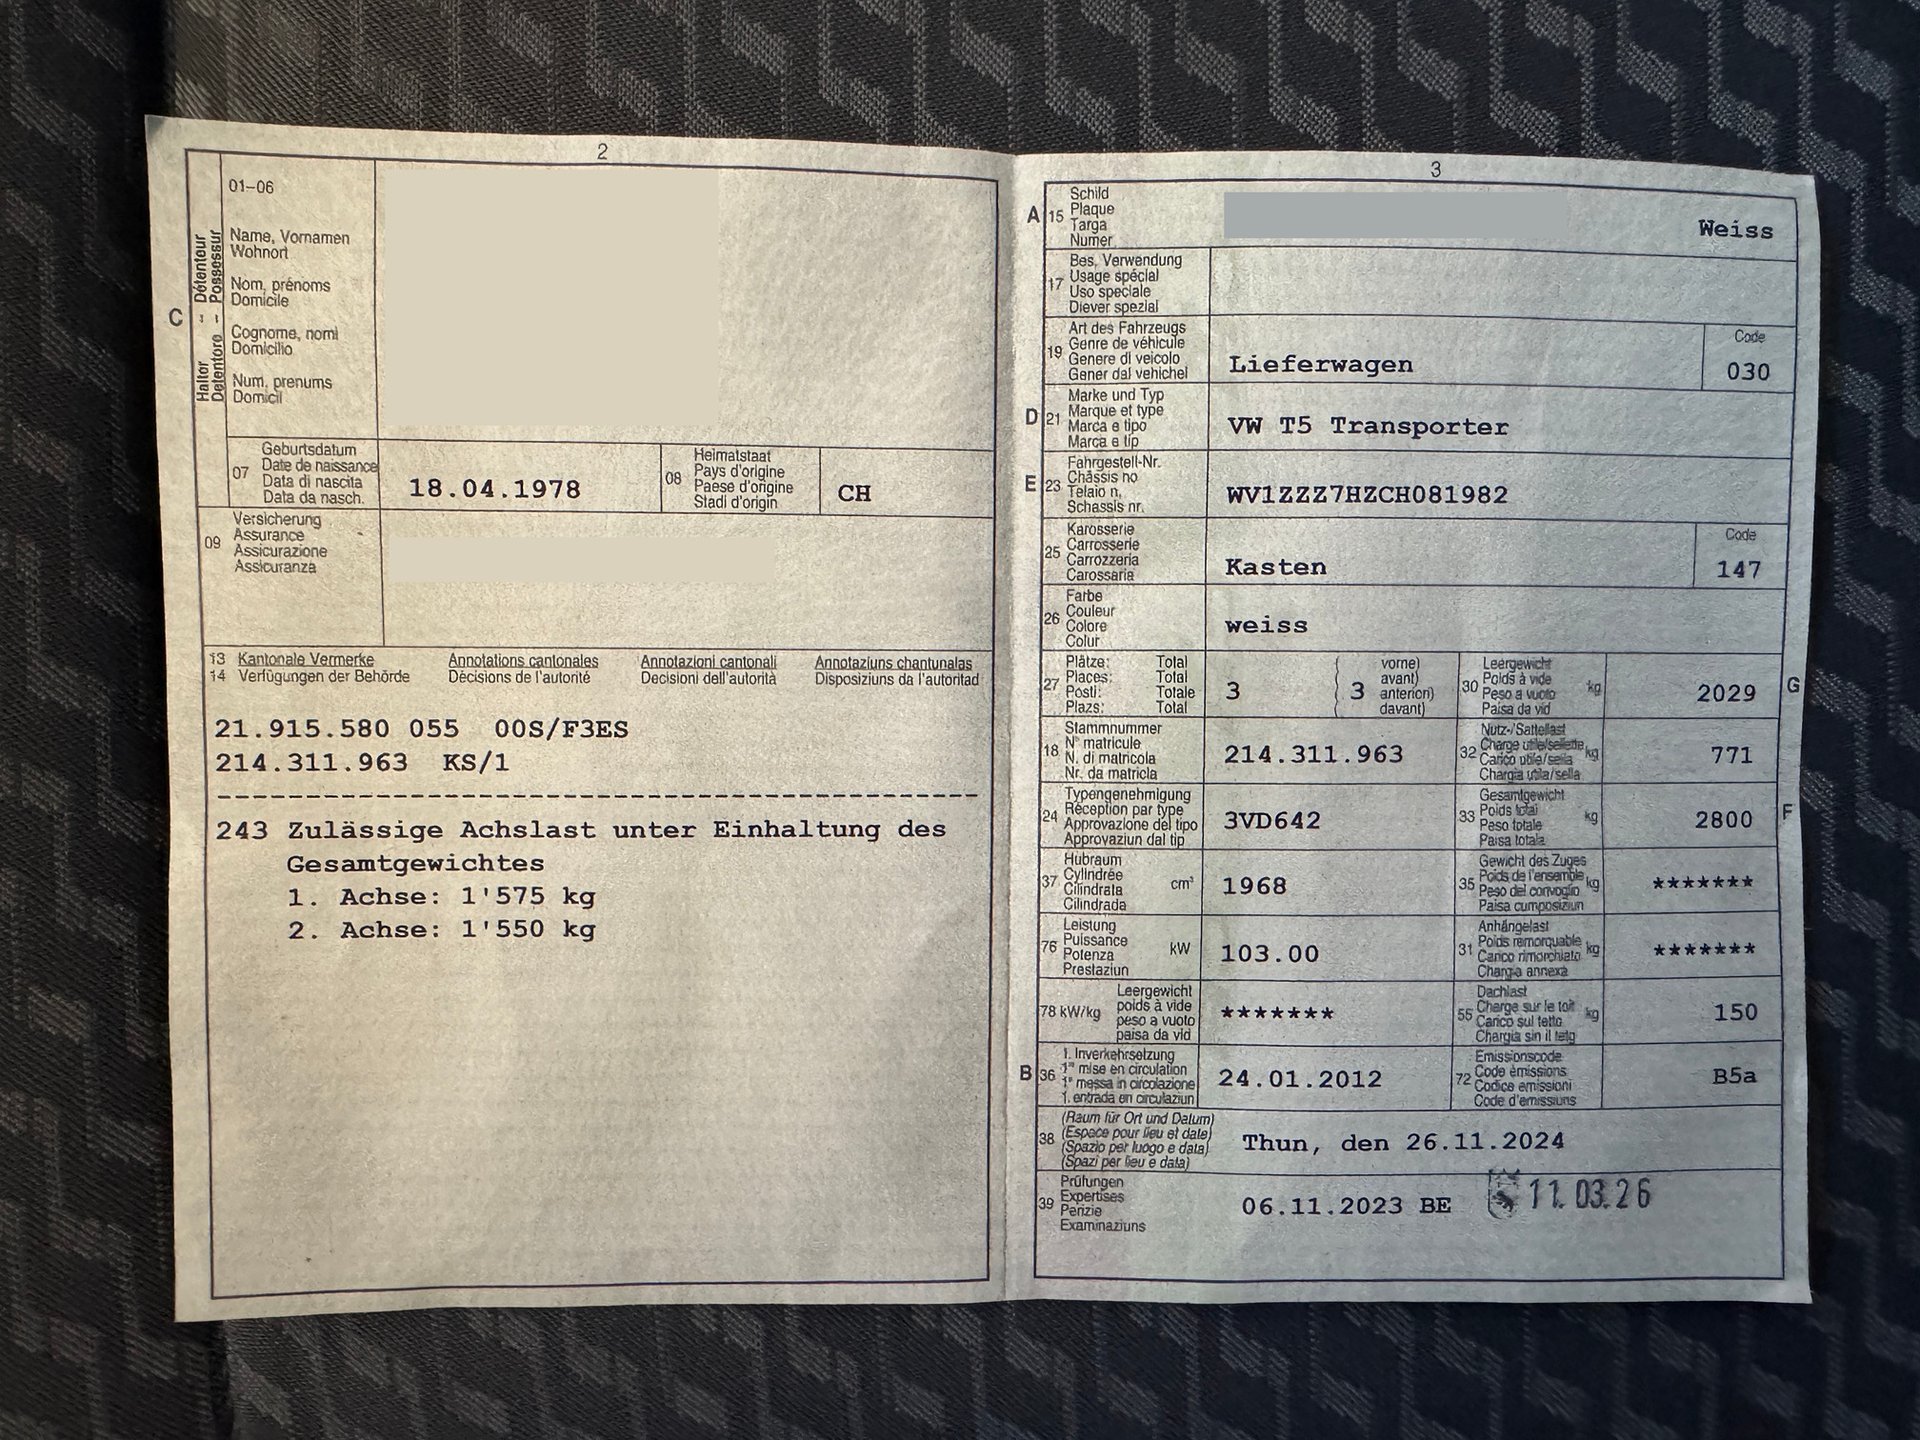 2
01-06
Name, Vornamen
Wohnort
Nom, prénoms
Domicile
Cognome, nomi
Domicilio
Num, prenums
Domicil
C
Halter - Détenteur
Detentore - Possessur
07
Geburtsdatum
Date de naissance
Data di nascita
Data da nasch.
18.04.1978
08
Heimatstaat
Pays d'origine
Paese d'origine
Stadi d'origin
CH
09
Versicherung
Assurance
Assicurazione
Assicuranza
13 Kantonale Vermerke Annotations cantonales Annotazioni cantonali Annotaziuns chantunalas
14 Verfügungen der Behörde Décisions de l'autorité Decisioni dell'autorità Disposiziuns da l'autoritad
21.915.580 055 00S/F3ES
214.311.963 KS/1
243 Zulässige Achslast unter Einhaltung des
Gesamtgewichtes
1. Achse: 1'575 kg
2. Achse: 1'550 kg
3
A 15
Schild
Plaque
Targa
Numer
Weiss
17
Bes. Verwendung
Usage spécial
Uso speciale
Diever spezial
19
Art des Fahrzeugs
Genre de véhicule
Genere di veicolo
Gener dal vehichel
Lieferwagen
Code
030
D 21
Marke und Typ
Marque et type
Marca e tipo
Marca e tip
VW T5 Transporter
E 23
Fahrgestell-Nr.
Châssis no
Telaio n.
Schassis nr.
WV1ZZZ7HZCH081982
25
Karosserie
Carrosserie
Carrozzeria
Carossaria
Kasten
Code
147
26
Farbe
Couleur
Colore
Colur
weiss
27
Plätze: Total
Places: Total
Posti: Totale
Plazs: Total
3
( vorne)
( avant)
3 anteriori)
( davant)
30
Leergewicht
Poids à vide
Peso a vuoto
Paisa da vid
kg
2029
G
18
Stammnummer
N° matricule
N. di matricola
Nr. da matricla
214.311.963
32
Nutz-/Sattellast
Charge utile/sellette
Carico utile/sella
Chargia utila/sella
kg
771
24
Typengenehmigung
Réception par type
Approvazione del tipo
Approvaziun dal tip
3VD642
33
Gesamtgewicht
Poids total
Peso totale
Paisa totala
kg
2800
F
37
Hubraum
Cylindrée
Cilindrata
Cilindrada
cm³
1968
35
Gewicht des Zuges
Poids de l'ensemble
Peso del convoglio
Paisa cumposiziun
kg
*******
76
Leistung
Puissance
Potenza
Prestaziun
kW
103.00
31
Anhängelast
Poids remorquable
Carico rimorchiato
Chargia annexa
kg
*******
78 kW/kg
Leergewicht
poids à vide
peso a vuoto
paisa da vid
*******
55
Dachlast
Charge sur le toit
Carico sul tetto
Chargia sin il tetg
kg
150
B 36
1. Inverkehrsetzung
1re mise en circulation
1a messa in circolazione
1. entrada en circulaziun
24.01.2012
72
Emissionscode
Code émissions
Codice emissioni
Code d'emissiuns
B5a
38
(Raum für Ort und Datum)
(Espace pour lieu et date)
(Spazio per luogo e data)
(Spazi per lieu e data)
Thun, den 26.11.2024
39
Prüfungen
Expertises
Perizie
Examinaziuns
06.11.2023 BE
11.03.26